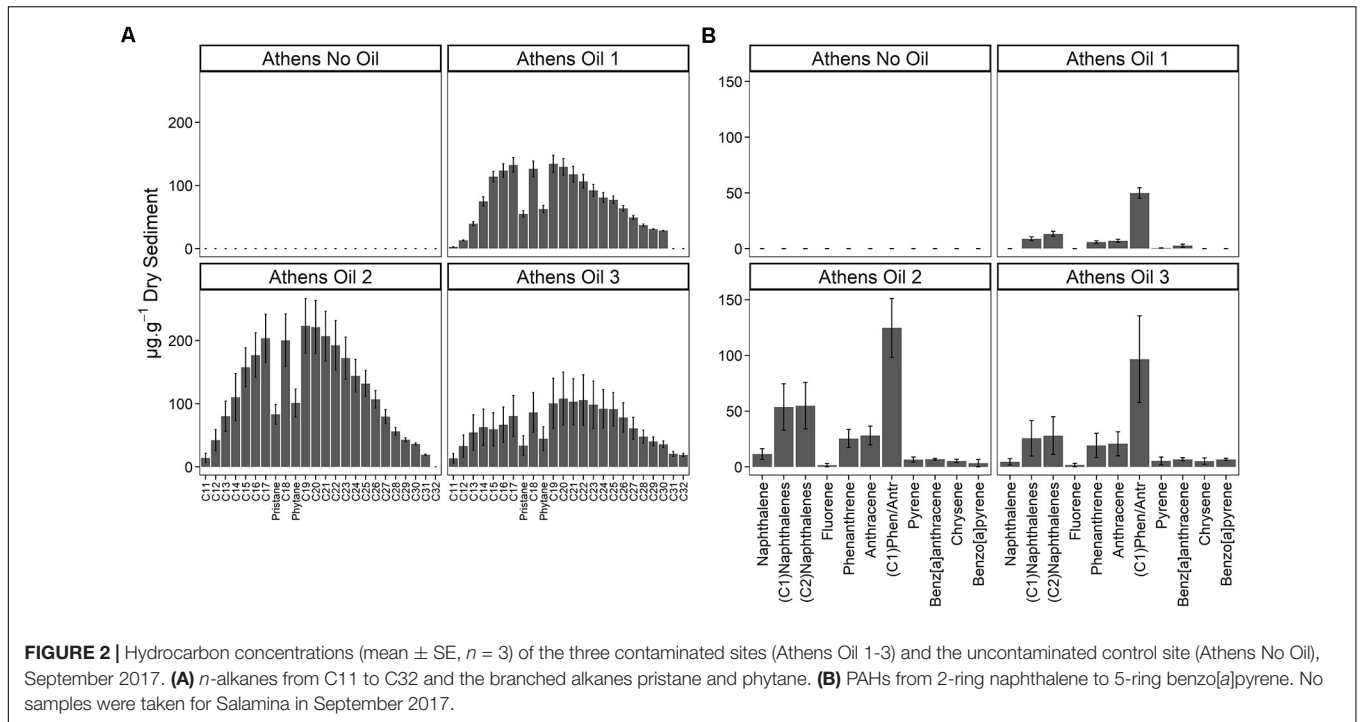 A
B
Athens No Oil
Athens Oil 1
Athens No Oil
Athens Oil 1
200
100
0
150
100
50
0
µg.g⁻¹ Dry Sediment
Athens Oil 2
Athens Oil 3
Athens Oil 2
Athens Oil 3
200
100
0
150
100
50
0
C11
C12
C13
C14
C15
C16
C17
Pristane
C18
Phytane
C19
C20
C21
C22
C23
C24
C25
C26
C27
C28
C29
C30
C31
C32
C11
C12
C13
C14
C15
C16
C17
Pristane
C18
Phytane
C19
C20
C21
C22
C23
C24
C25
C26
C27
C28
C29
C30
C31
C32
Naphthalene
(C1)Naphthalenes
(C2)Naphthalenes
Fluorene
Phenanthrene
Anthracene
(C1)Phen/Antr
Pyrene
Benz[a]anthracene
Chrysene
Benzo[a]pyrene
Naphthalene
(C1)Naphthalenes
(C2)Naphthalenes
Fluorene
Phenanthren
Anthracene
(C1)Phen/Antr
Pyrene
Benz[a]anthracene
Chrysene
Benzo[a]pyrene
FIGURE 2 | Hydrocarbon concentrations (mean ± SE, n = 3) of the three contaminated sites (Athens Oil 1-3) and the uncontaminated control site (Athens No Oil),
September 2017. (A) n-alkanes from C11 to C32 and the branched alkanes pristane and phytane. (B) PAHs from 2-ring naphthalene to 5-ring benzo[a]pyrene. No
samples were taken for Salamina in September 2017.